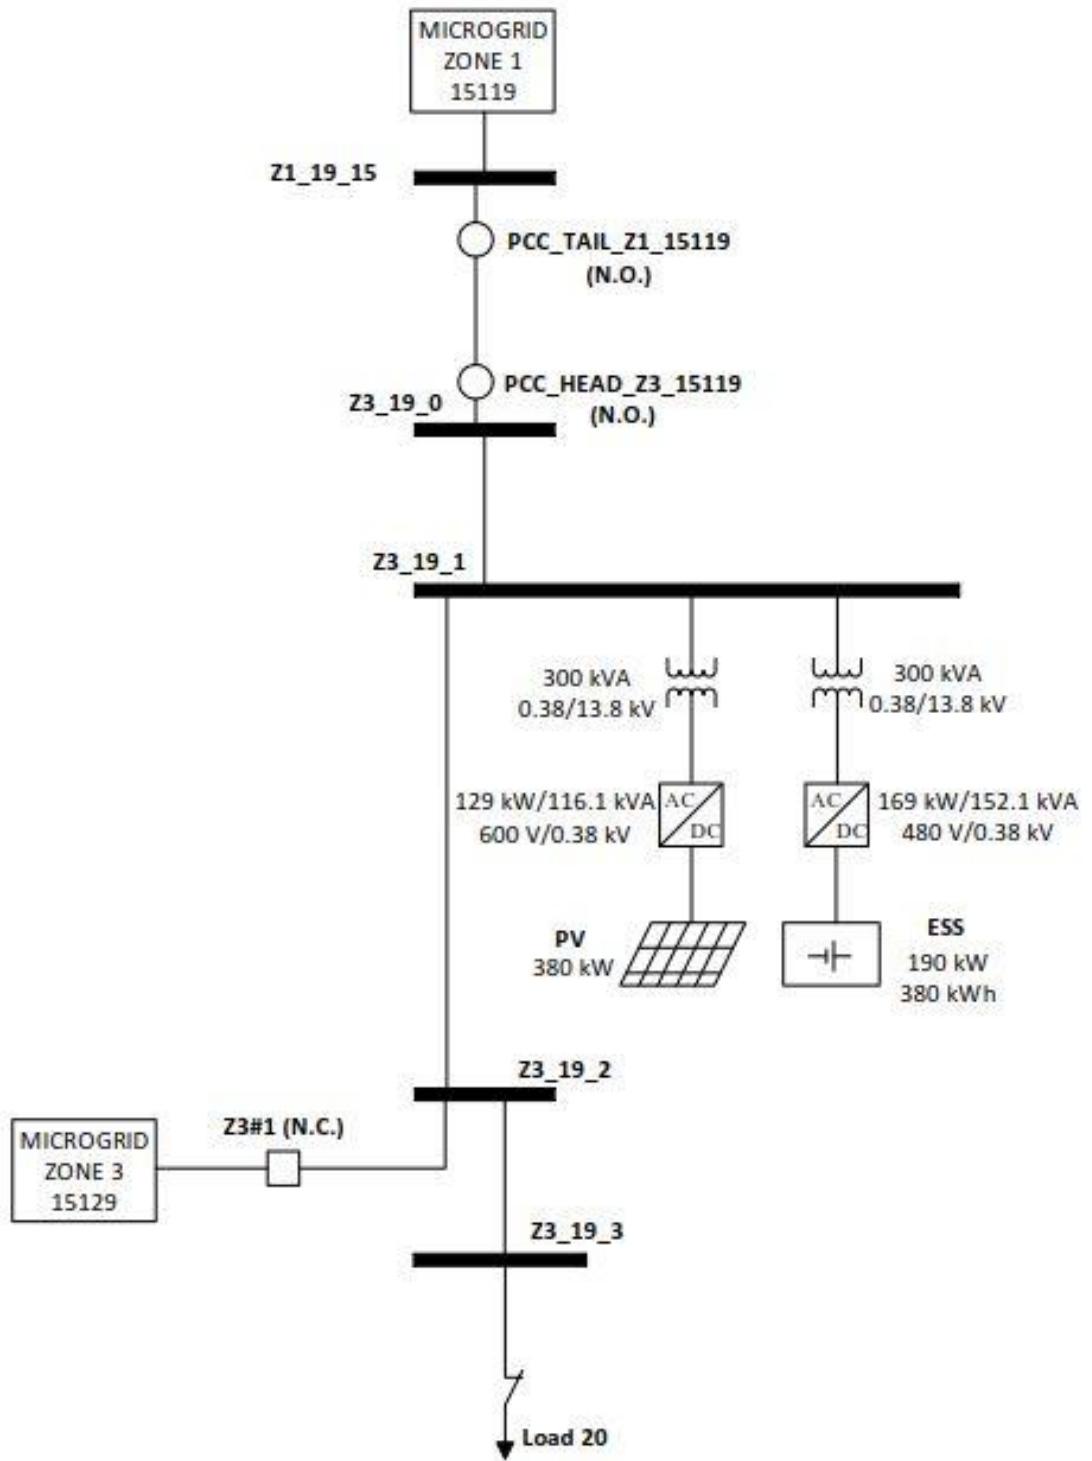 MICROGRID
ZONE 1
15119
Z1_19_15
PCC_TAIL_Z1_15119
(N.O.)
PCC_HEAD_Z3_15119
(N.O.)
Z3_19_0
Z3_19_1
300 kVA
0.38/13.8 kV
300 kVA
0.38/13.8 kV
129 kW/116.1 kVA
600 V/0.38 kV
AC
DC
AC
DC
169 kW/152.1 kVA
480 V/0.38 kV
PV
380 kW
ESS
190 kW
380 kWh
Z3_19_2
Z3#1 (N.C.)
MICROGRID
ZONE 3
15129
Z3_19_3
Load 20